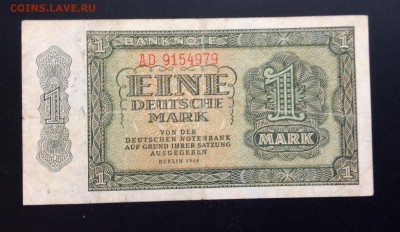 COINS.LAVE.RU
BANKNOTE
1
AD 9154979
1
EINE
DEUTSCHE
MARK
1
VON DER
DEUTSCHEN NOTENBANK
AUF GRUND IHRER SATZUNG
AUSGEGEBEN
BERLIN 1948
1
MARK
1
1